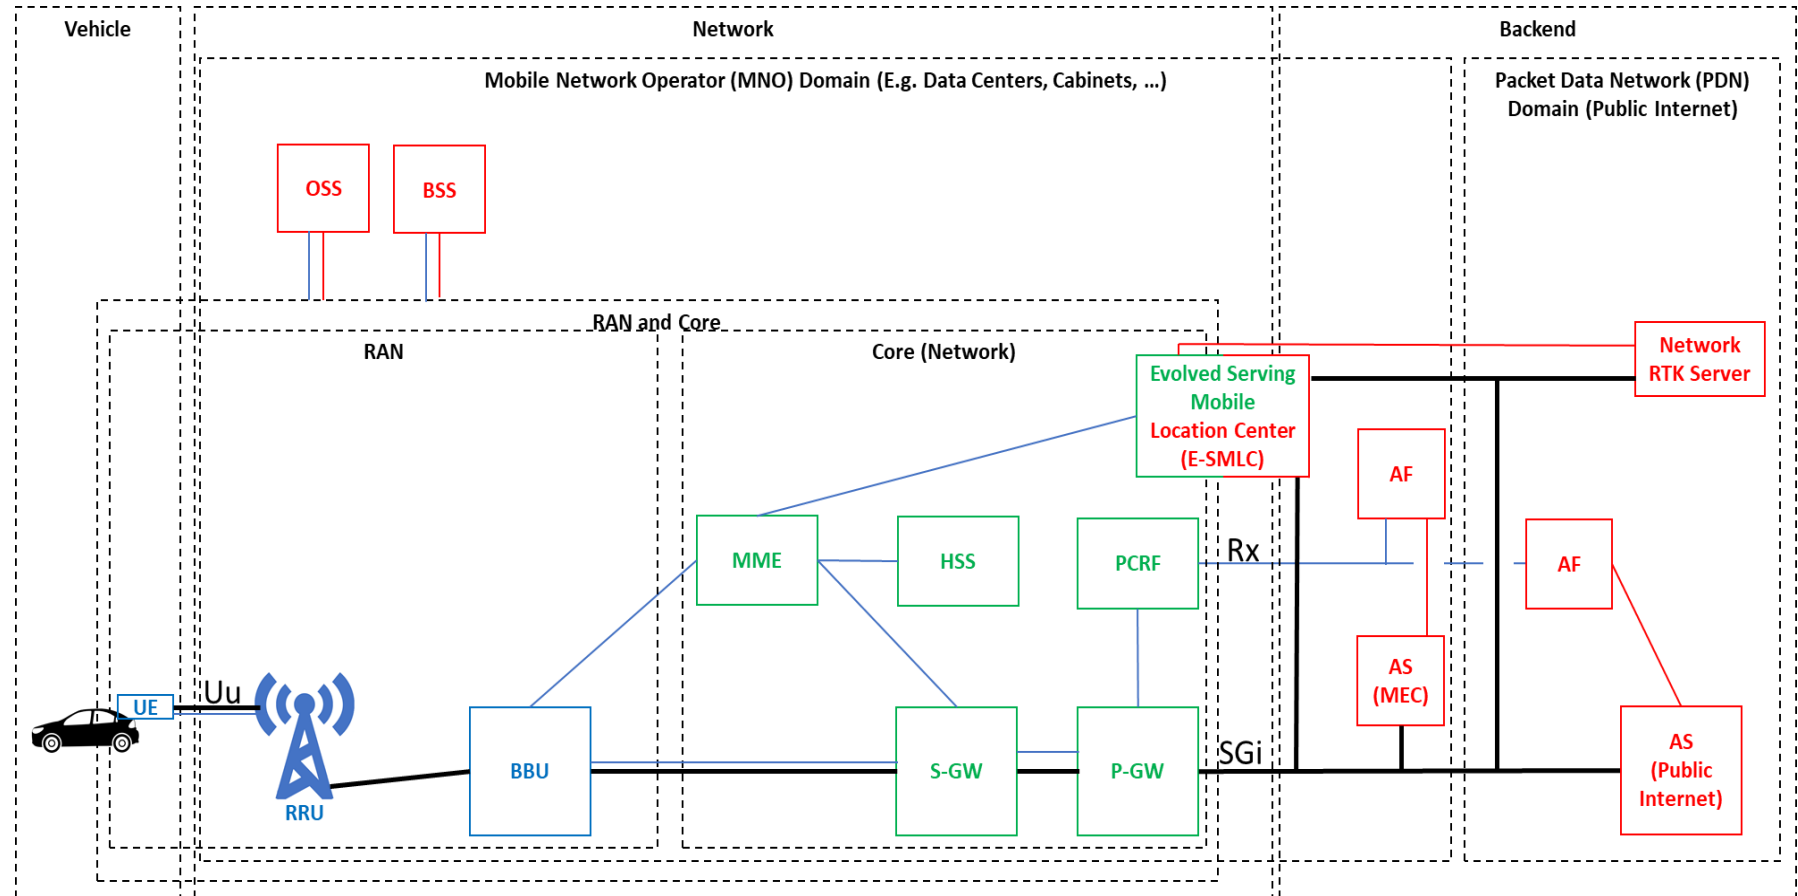 Vehicle
Network
Backend
Mobile Network Operator (MNO) Domain (E.g. Data Centers, Cabinets, ...)
Packet Data Network (PDN)
Domain (Public Internet)
OSS
BSS
RAN and Core
RAN
Core (Network)
Network
RTK Server
Evolved Serving
Mobile
Location Center
(E-SMLC)
AF
MME
HSS
PCRF
Rx
AF
AS
(MEC)
UE
Uu
RRU
BBU
S-GW
P-GW
SGi
AS
(Public
Internet)